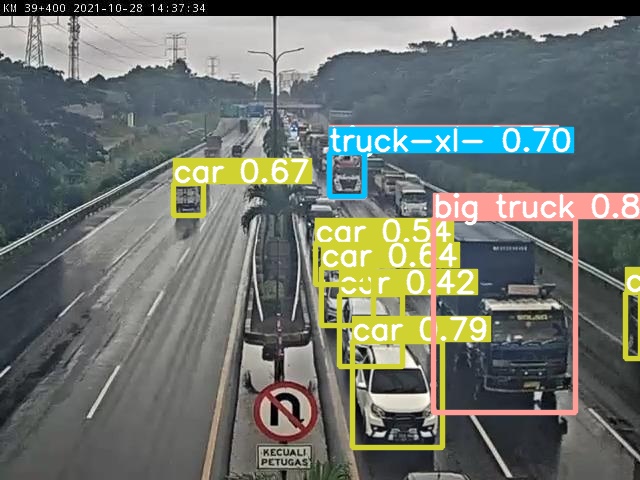 KM 39+400 2021-10-28 14:37:34
truck-xl- 0.70
car 0.67
big truck 0.8
car 0.54
car 0.64
car 0.42
c
car 0.79
KECUALI
PETUGAS